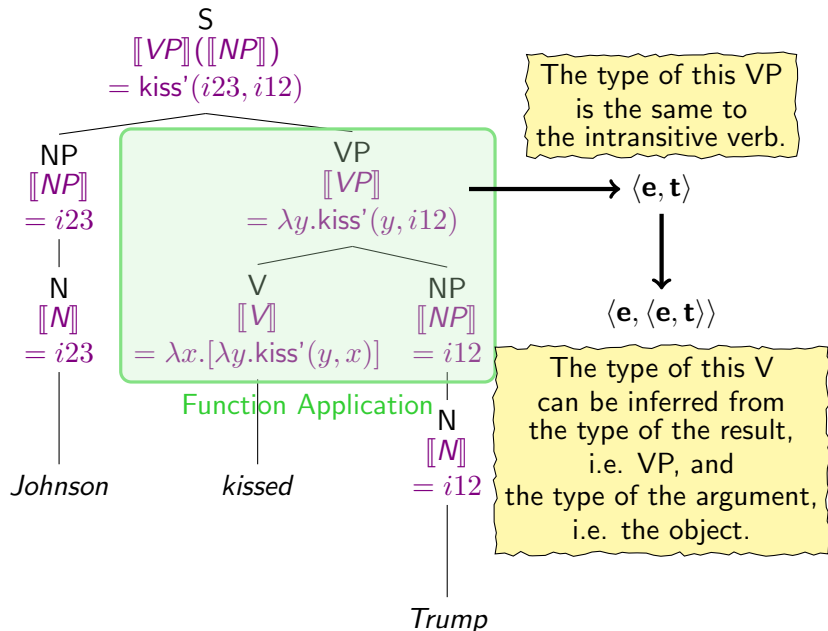 S
⟦VP⟧(⟦NP⟧)
= kiss'(i23, i12)
The type of this VP
is the same to
the intransitive verb.
NP
⟦NP⟧
= i23
VP
⟦VP⟧
= λy.kiss'(y, i12)
⟨e, t⟩
N
⟦N⟧
= i23
V
⟦V⟧
= λx.[λy.kiss'(y, x)]
NP
⟦NP⟧
= i12
⟨e, ⟨e, t⟩⟩
Function Application
The type of this V
can be inferred from
the type of the result,
i.e. VP, and
the type of the argument,
i.e. the object.
N
⟦N⟧
= i12
Johnson
kissed
Trump